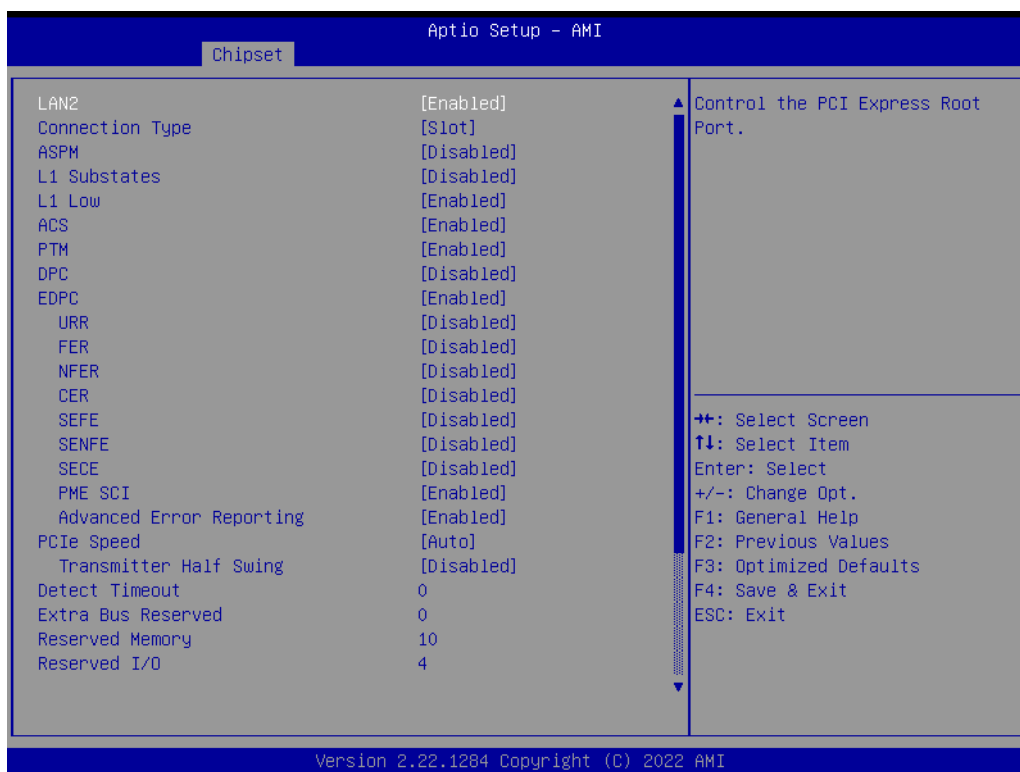 Aptio Setup – AMI
Chipset
LAN2 [Enabled]
Connection Type [Slot]
ASPM [Disabled]
L1 Substates [Disabled]
L1 Low [Enabled]
ACS [Enabled]
PTM [Enabled]
DPC [Disabled]
EDPC [Enabled]
URR [Disabled]
FER [Disabled]
NFER [Disabled]
CER [Disabled]
SEFE [Disabled]
SENFE [Disabled]
SECE [Disabled]
PME SCI [Enabled]
Advanced Error Reporting [Enabled]
PCIe Speed [Auto]
Transmitter Half Swing [Disabled]
Detect Timeout 0
Extra Bus Reserved 0
Reserved Memory 10
Reserved I/O 4
Control the PCI Express Root
Port.
→←: Select Screen
↑↓: Select Item
Enter: Select
+/-: Change Opt.
F1: General Help
F2: Previous Values
F3: Optimized Defaults
F4: Save & Exit
ESC: Exit
Version 2.22.1284 Copyright (C) 2022 AMI